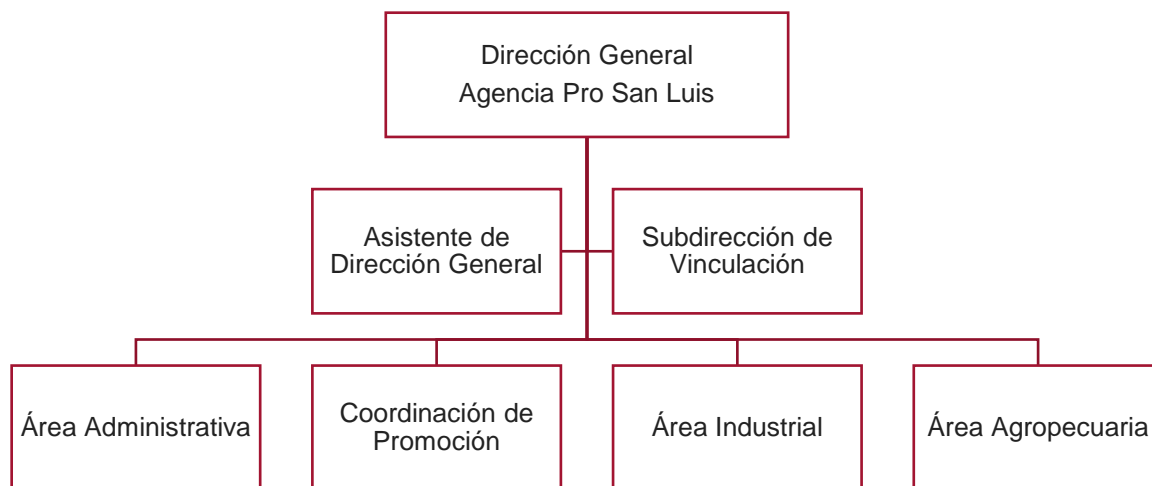 Dirección General
Agencia Pro San Luis
Asistente de
Dirección General
Subdirección de
Vinculación
Área Administrativa
Coordinación de
Promoción
Área Industrial
Área Agropecuaria